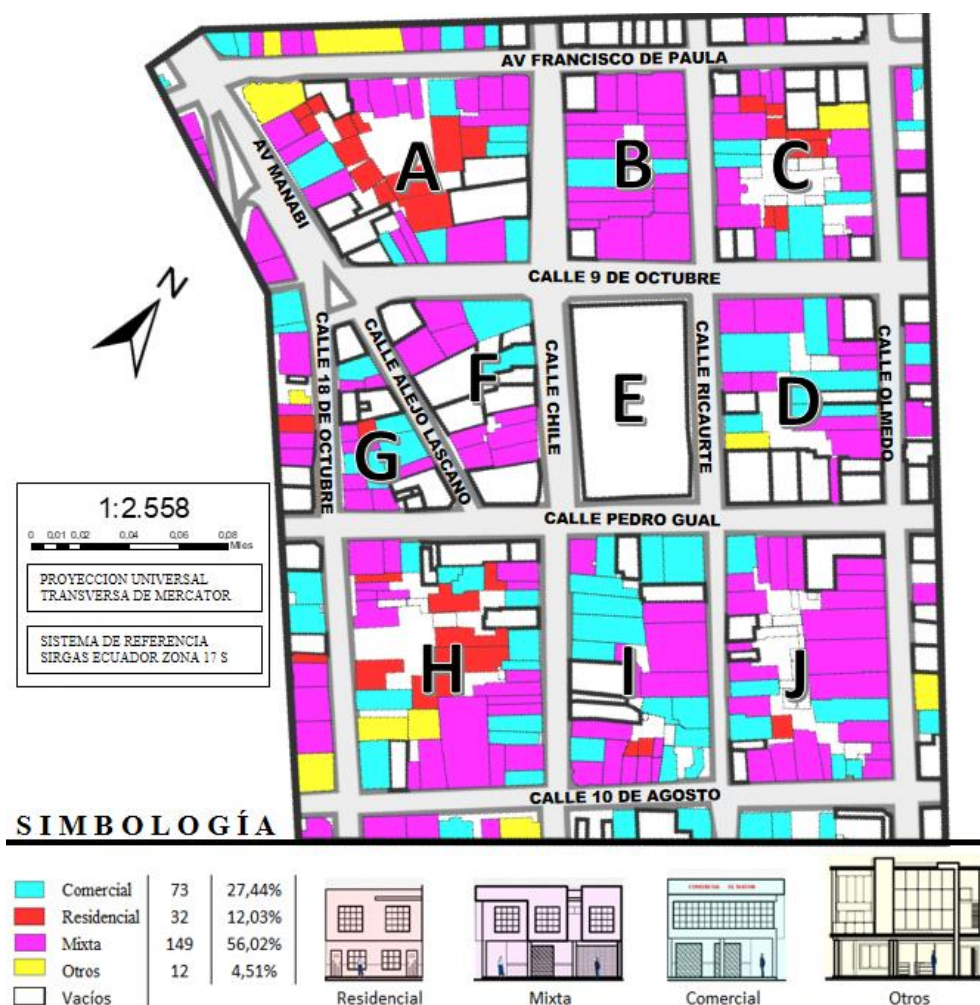 AV FRANCISCO DE PAULA
AV MANABI
A
B
C
N
CALLE 9 DE OCTUBRE
CALLE 18 DE OCTUBRE
CALLE ALEJO LASCANO
CALLE CHILE
CALLE RICAURTE
CALLE OLMEDO
F
E
D
G
1:2.558
0 0,01 0,02 0,04 0,06 0,08
Miles
CALLE PEDRO GUAL
PROYECCION UNIVERSAL
TRANSVERSA DE MERCATOR
SISTEMA DE REFERENCIA
SIRGAS ECUADOR ZONA 17 S
H
I
J
CALLE 10 DE AGOSTO
SIMBOLOGÍA
Comercial 73 27,44%
Residencial 32 12,03%
Mixta 149 56,02%
Otros 12 4,51%
Vacíos
Residencial
Mixta
Comercial
Otros